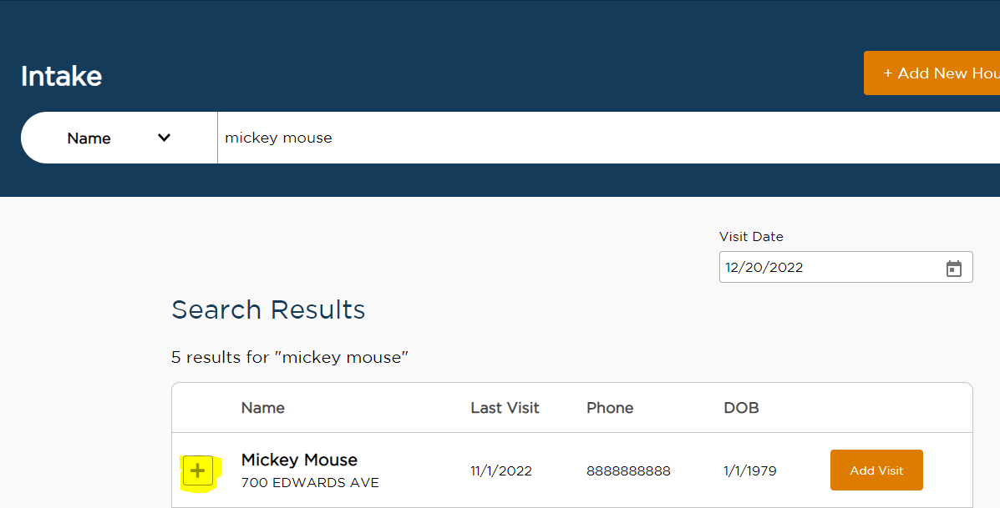 Intake
+ Add New Hou
Name
mickey mouse
Visit Date
12/20/2022
Search Results
5 results for "mickey mouse"
Name Last Visit Phone DOB
Mickey Mouse
700 EDWARDS AVE
11/1/2022 8888888888 1/1/1979 Add Visit